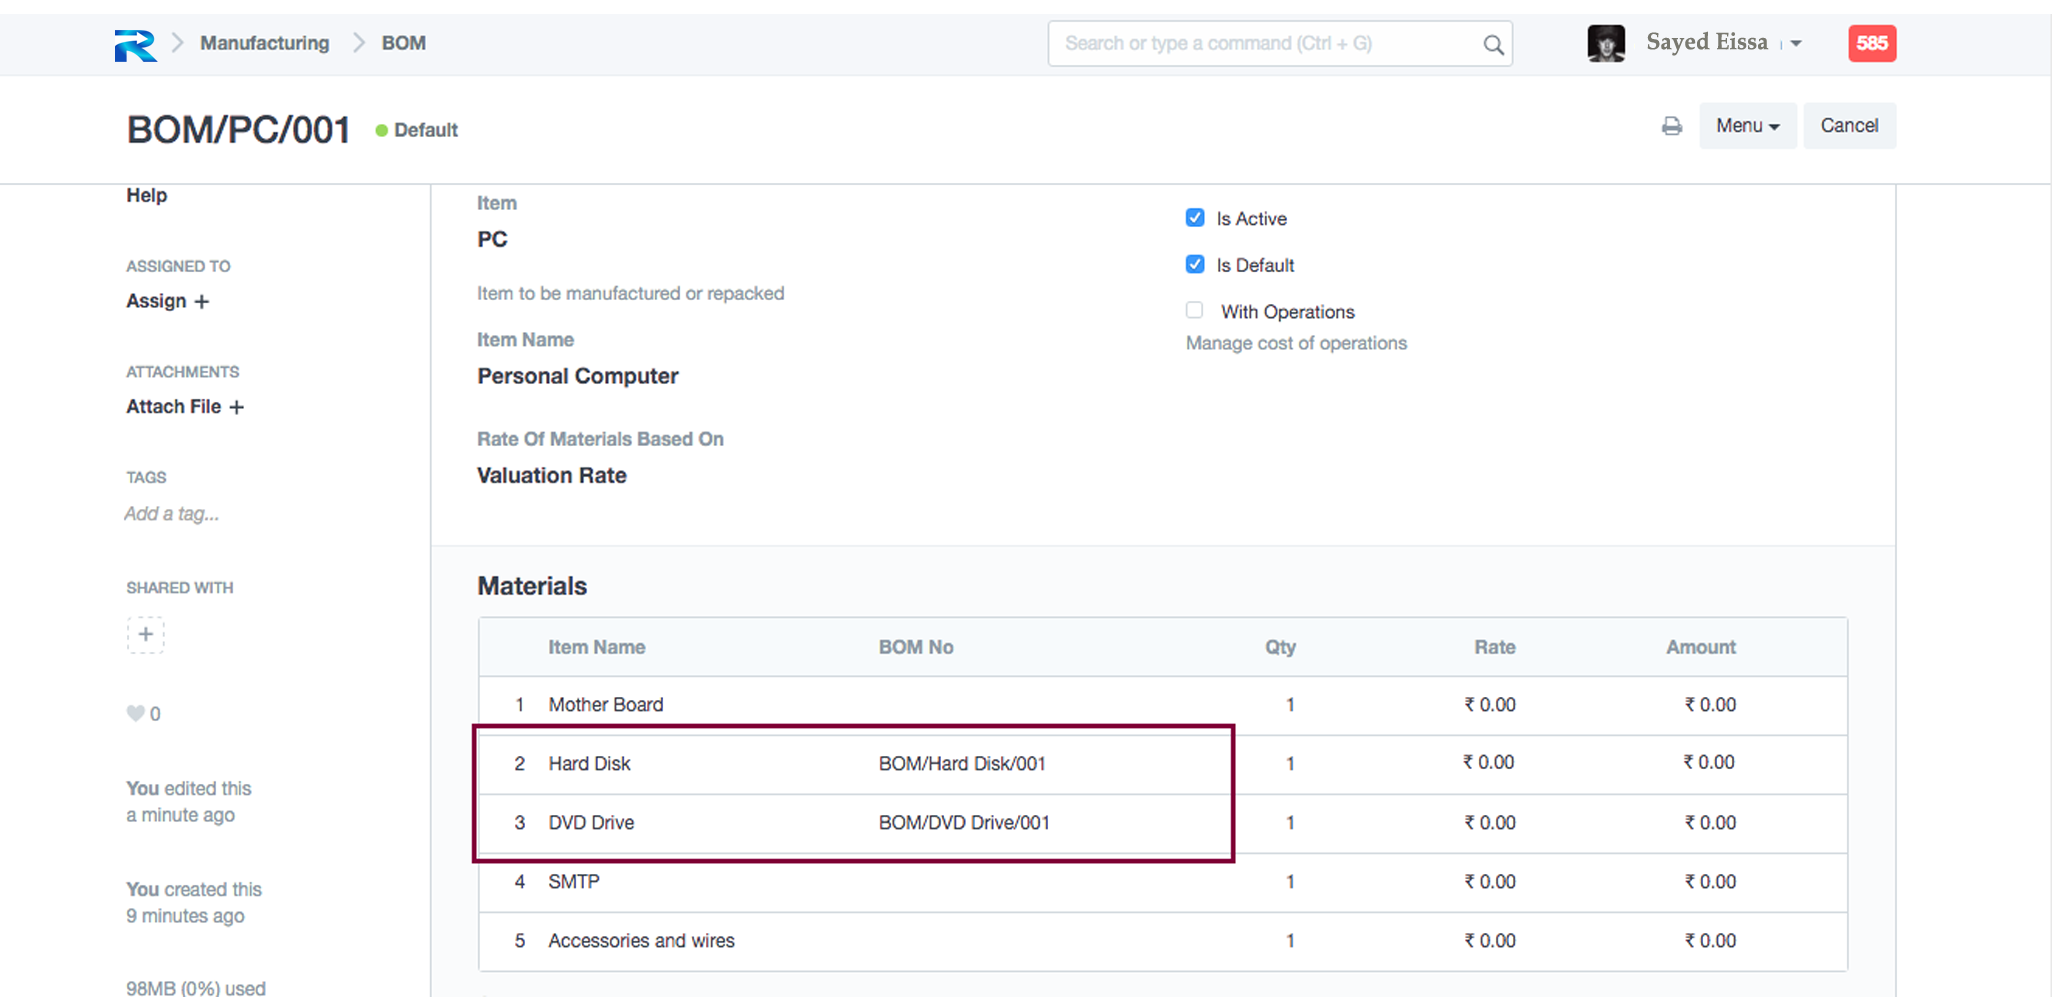 Manufacturing BOM Search or type a command (Ctrl + G) Sayed Eissa 585
BOM/PC/001 Default Menu Cancel
Help
ASSIGNED TO
Assign +
ATTACHMENTS
Attach File +
TAGS
Add a tag...
SHARED WITH
+
0
You edited this
a minute ago
You created this
9 minutes ago
98MB (0%) used
Item
PC
Item to be manufactured or repacked
Item Name
Personal Computer
Rate Of Materials Based On
Valuation Rate
Is Active
Is Default
With Operations
Manage cost of operations
Materials
Item Name BOM No Qty Rate Amount
1 Mother Board 1 ₹ 0.00 ₹ 0.00
2 Hard Disk BOM/Hard Disk/001 1 ₹ 0.00 ₹ 0.00
3 DVD Drive BOM/DVD Drive/001 1 ₹ 0.00 ₹ 0.00
4 SMTP 1 ₹ 0.00 ₹ 0.00
5 Accessories and wires 1 ₹ 0.00 ₹ 0.00